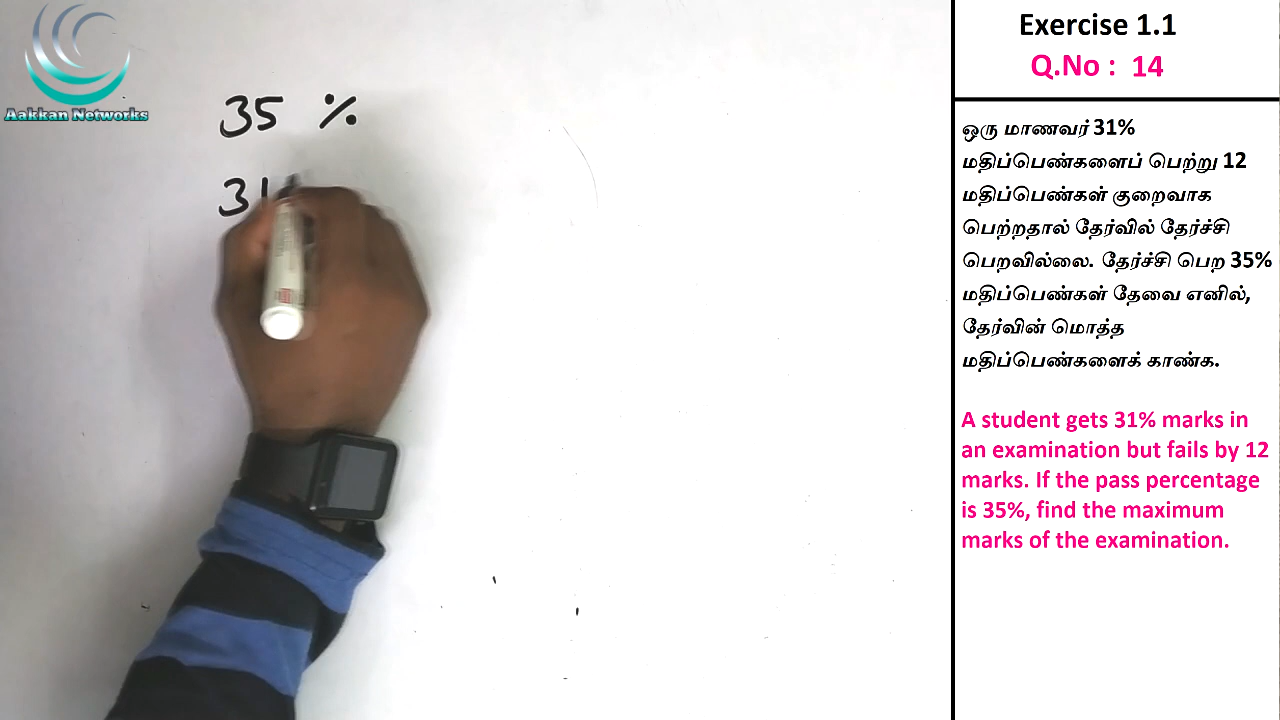 Aakkan Networks
35 %
31
Exercise 1.1
Q.No : 14
ஒரு மாணவர் 31%
மதிப்பெண்களைப் பெற்று 12
மதிப்பெண்கள் குறைவாக
பெற்றதால் தேர்வில் தேர்ச்சி
பெறவில்லை. தேர்ச்சி பெற 35%
மதிப்பெண்கள் தேவை எனில்,
தேர்வின் மொத்த
மதிப்பெண்களைக் காண்க.
A student gets 31% marks in
an examination but fails by 12
marks. If the pass percentage
is 35%, find the maximum
marks of the examination.